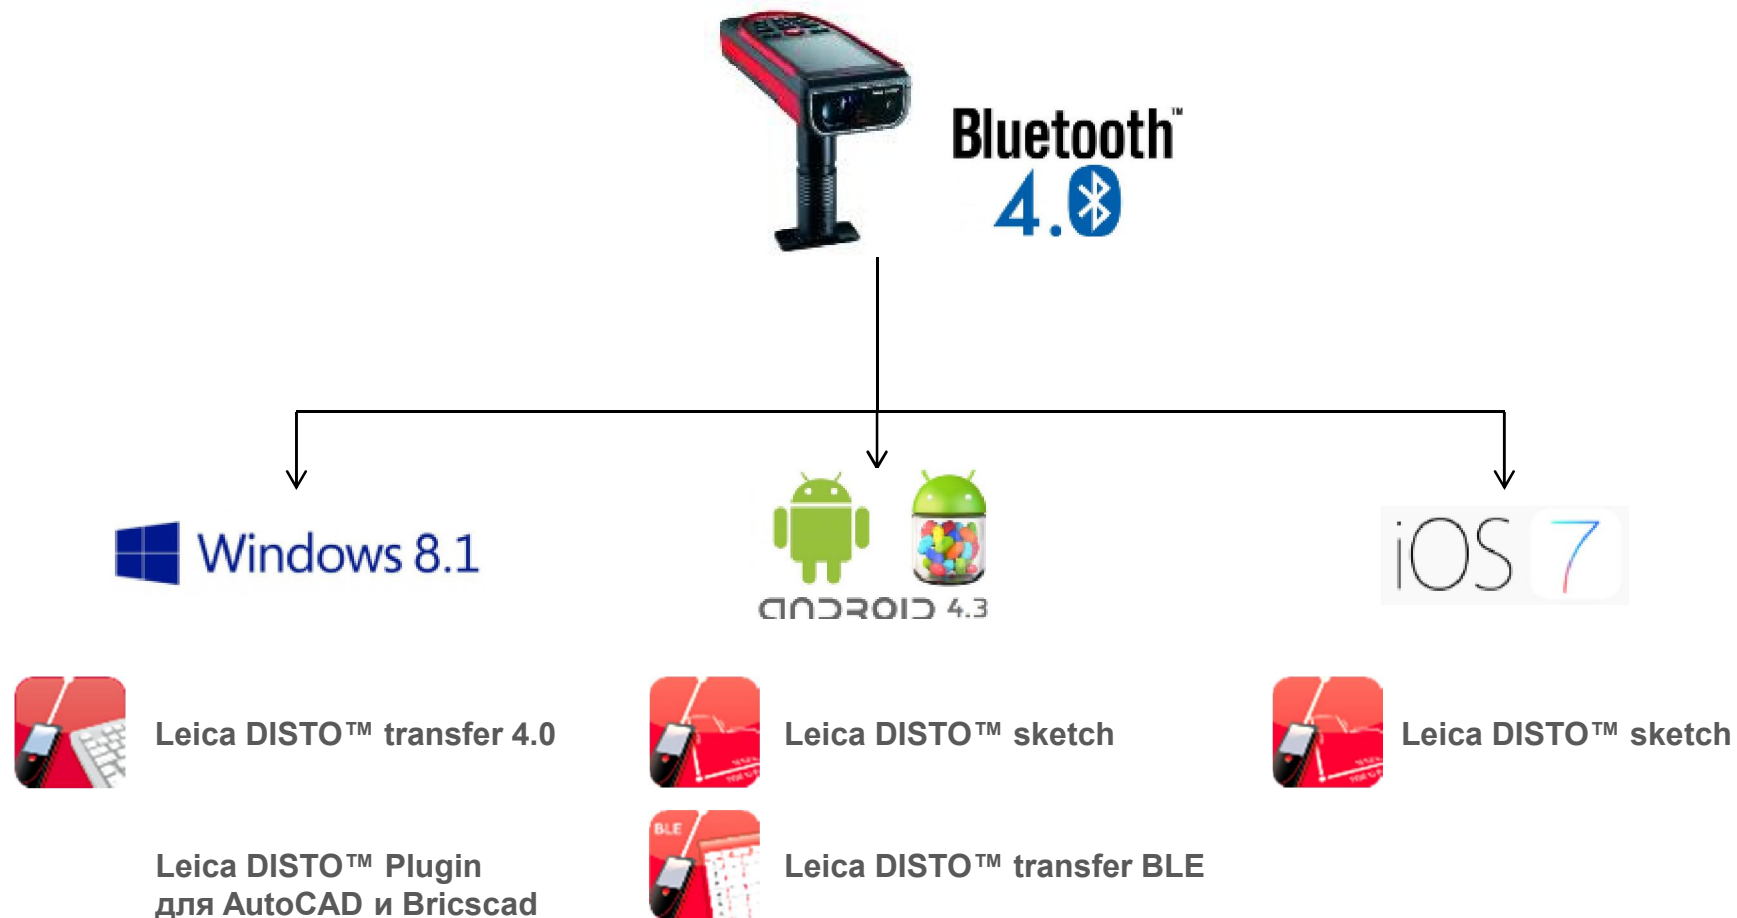 Bluetooth™
4.0
Windows 8.1
ANDROID 4.3
iOS 7
Leica DISTO™ transfer 4.0
Leica DISTO™ sketch
Leica DISTO™ sketch
BLE
Leica DISTO™ Plugin
для AutoCAD и Bricscad
Leica DISTO™ transfer BLE